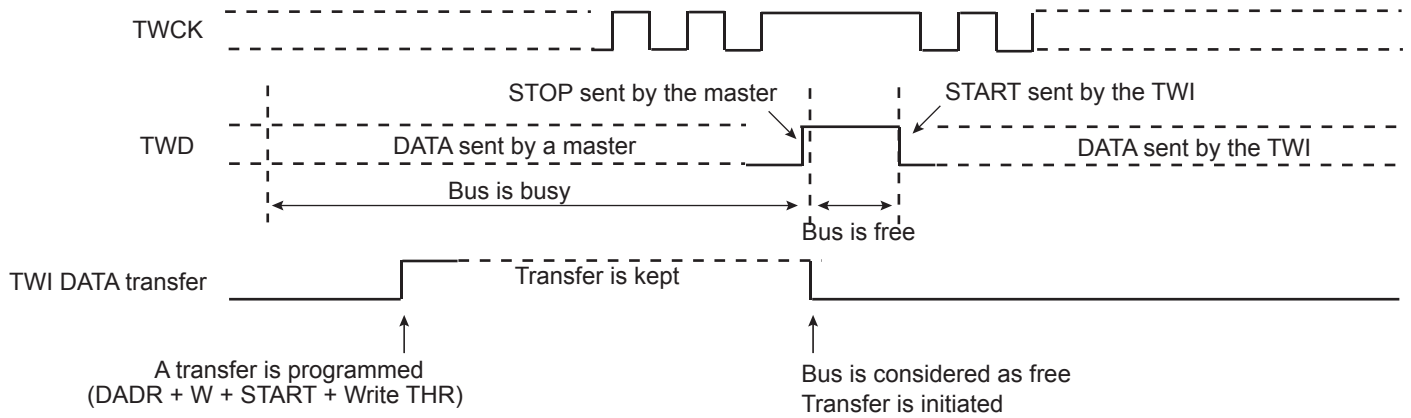 TWCK
STOP sent by the master
START sent by the TWI
TWD
DATA sent by a master
DATA sent by the TWI
Bus is busy
Bus is free
TWI DATA transfer
Transfer is kept
A transfer is programmed
(DADR + W + START + Write THR)
Bus is considered as free
Transfer is initiated